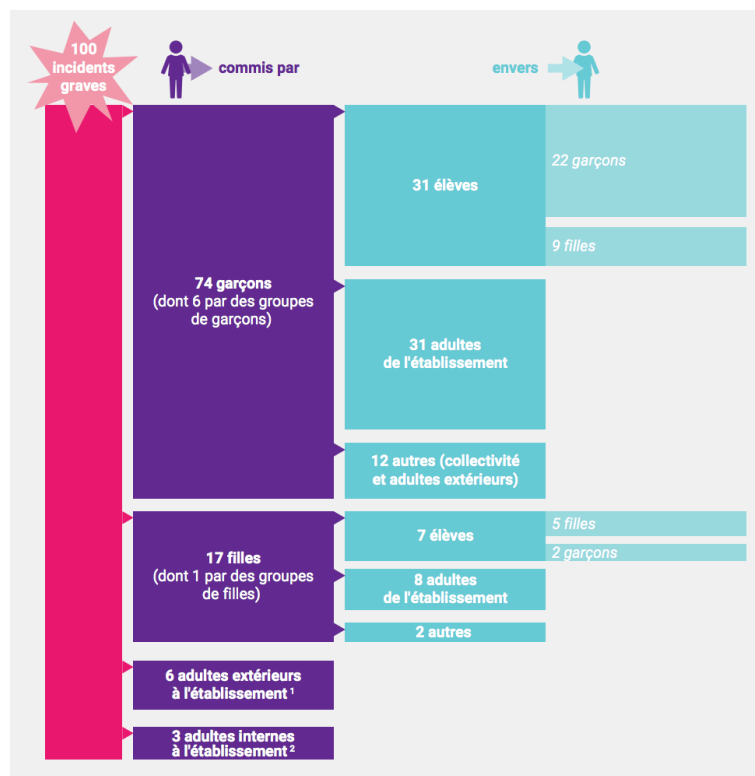 100
incidents
graves
commis par
envers
74 garçons
(dont 6 par des groupes
de garçons)
31 élèves
22 garçons
9 filles
31 adultes
de l'établissement
12 autres (collectivité
et adultes extérieurs)
17 filles
(dont 1 par des groupes
de filles)
7 élèves
5 filles
2 garçons
8 adultes
de l'établissement
2 autres
6 adultes extérieurs
à l'établissement ¹
3 adultes internes
à l'établissement ²